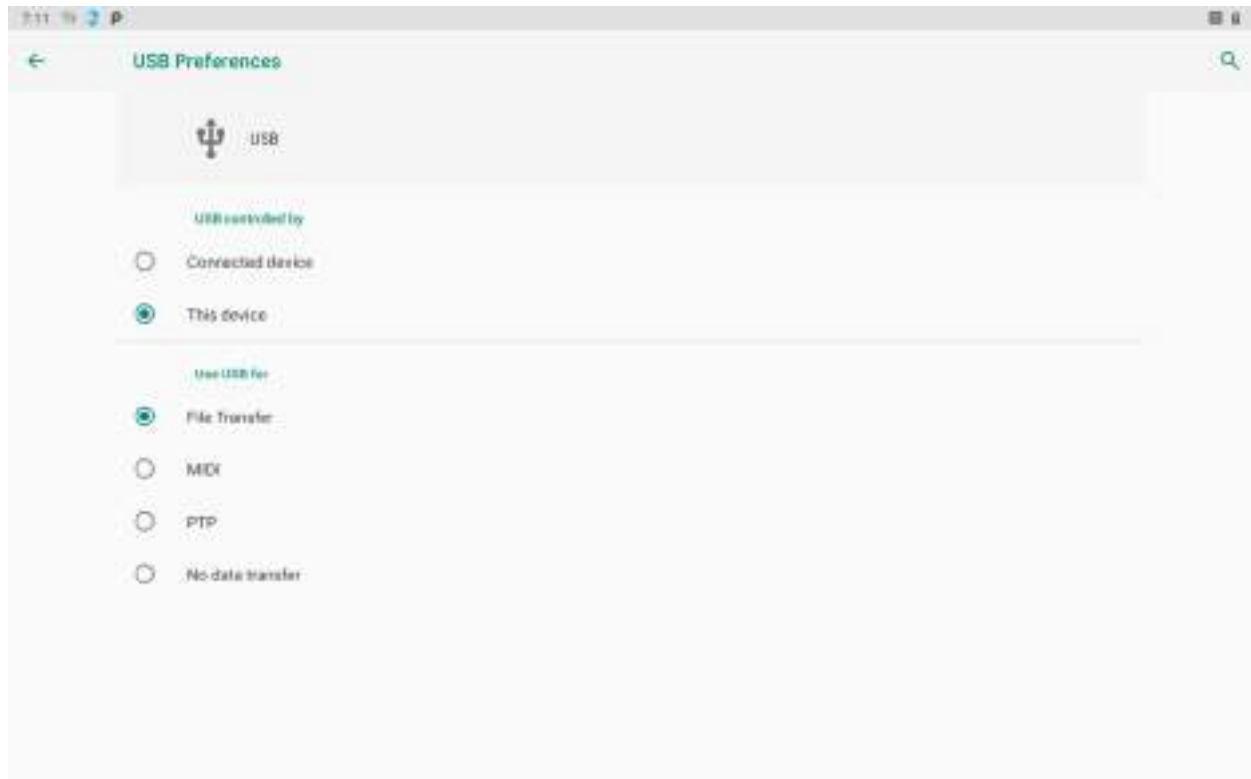 7:11 P
USB Preferences
USB
USB controlled by
Connected device
This device
Use USB for
File Transfer
MIDI
PTP
No data transfer